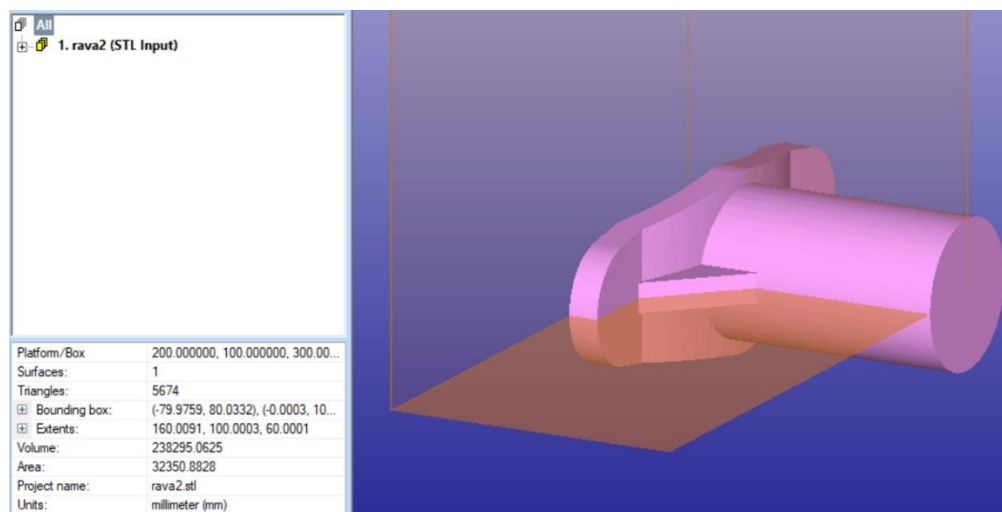 All
1. rava2 (STL Input)
Platform/Box 200.000000, 100.000000, 300.00...
Surfaces: 1
Triangles: 5674
Bounding box: (-79.9759, 80.0332), (-0.0003, 10...
Extents: 160.0091, 100.0003, 60.0001
Volume: 238295.0625
Area: 32350.8828
Project name: rava2.stl
Units: millimeter (mm)